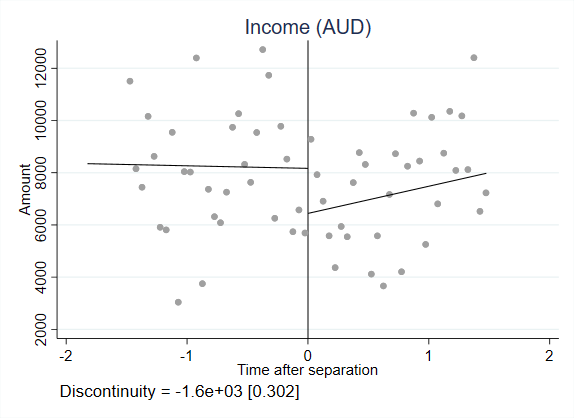 Income (AUD)
12000
10000
8000
6000
4000
2000
Amount
-2
-1
0
1
2
Time after separation
Discontinuity = -1.6e+03 [0.302]